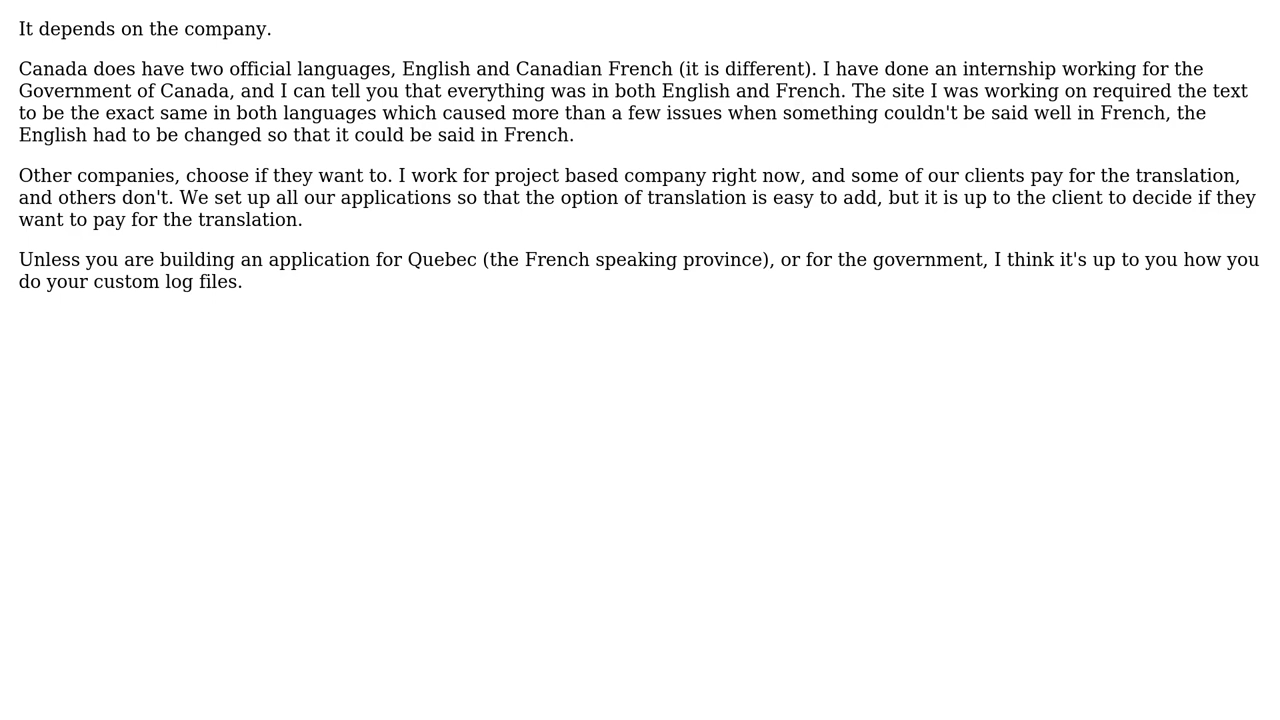 It depends on the company.
Canada does have two official languages, English and Canadian French (it is different). I have done an internship working for the
Government of Canada, and I can tell you that everything was in both English and French. The site I was working on required the text
to be the exact same in both languages which caused more than a few issues when something couldn't be said well in French, the
English had to be changed so that it could be said in French.
Other companies, choose if they want to. I work for project based company right now, and some of our clients pay for the translation,
and others don't. We set up all our applications so that the option of translation is easy to add, but it is up to the client to decide if they
want to pay for the translation.
Unless you are building an application for Quebec (the French speaking province), or for the government, I think it's up to you how you
do your custom log files.